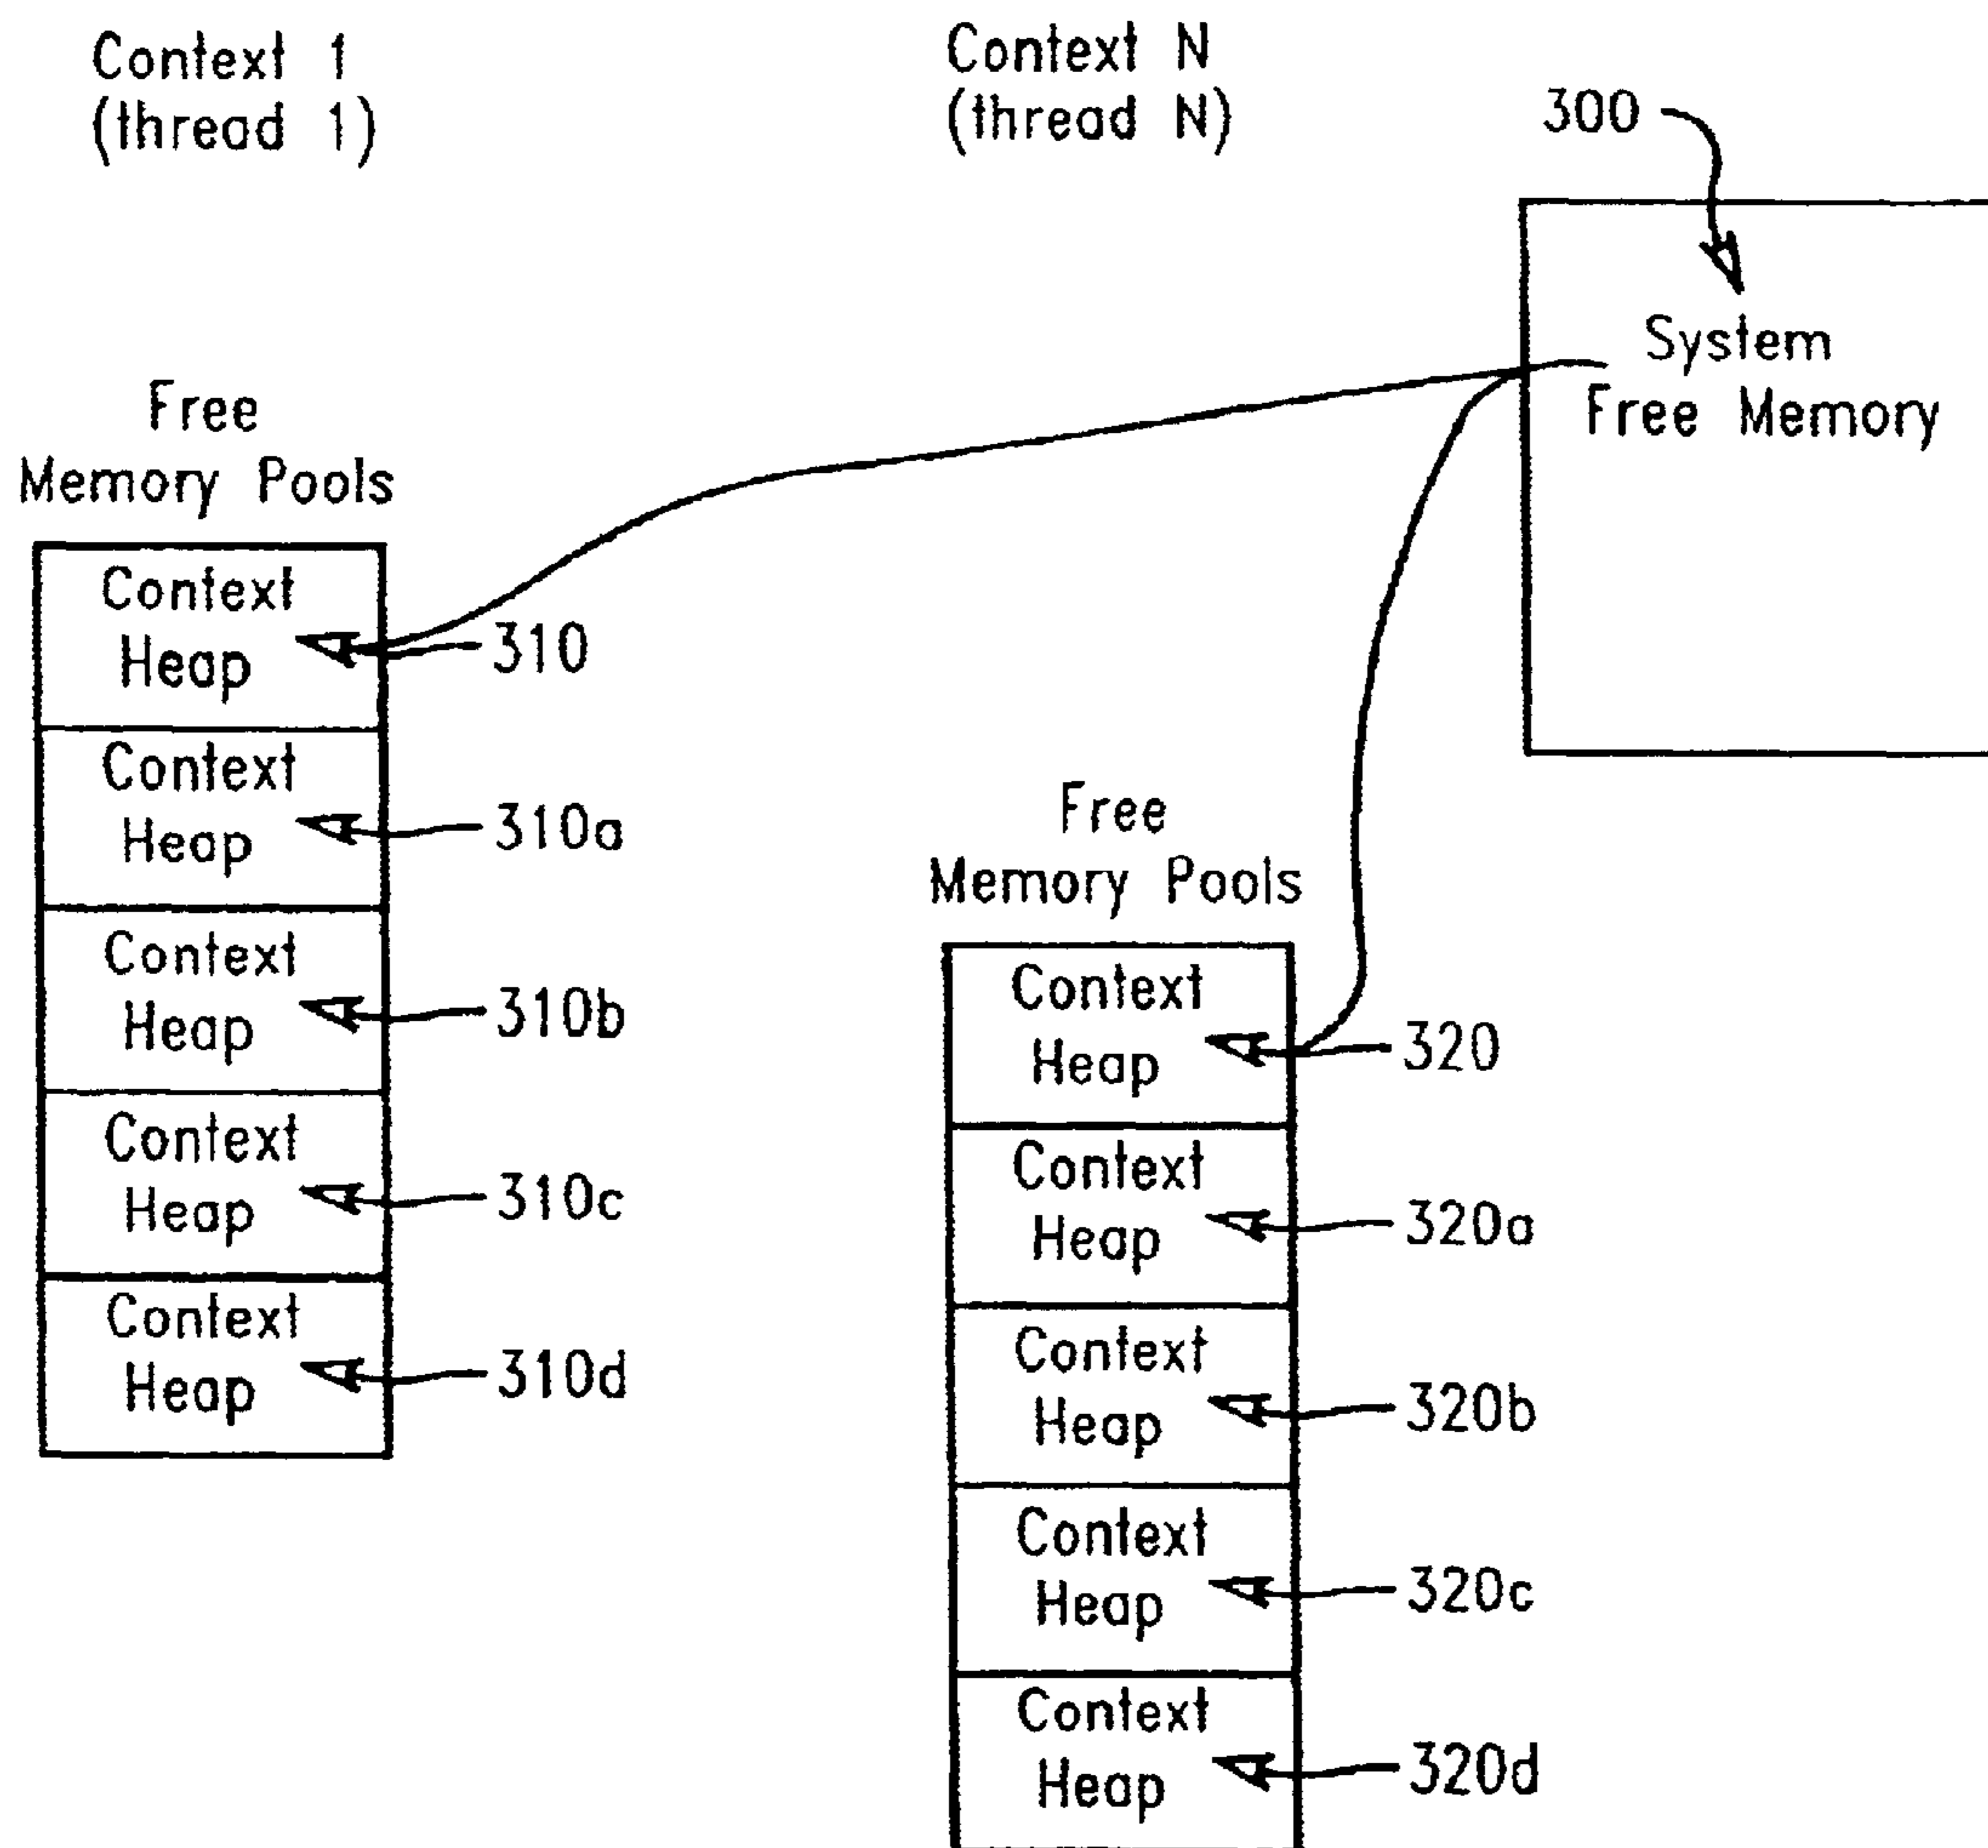 Context 1
(thread 1)
Context N
(thread N)
300
System
Free Memory
Free
Memory Pools
Context
Heap
310
Context
Heap
310a
Context
Heap
310b
Context
Heap
310c
Context
Heap
310d
Free
Memory Pools
Context
Heap
320
Context
Heap
320a
Context
Heap
320b
Context
Heap
320c
Context
Heap
320d